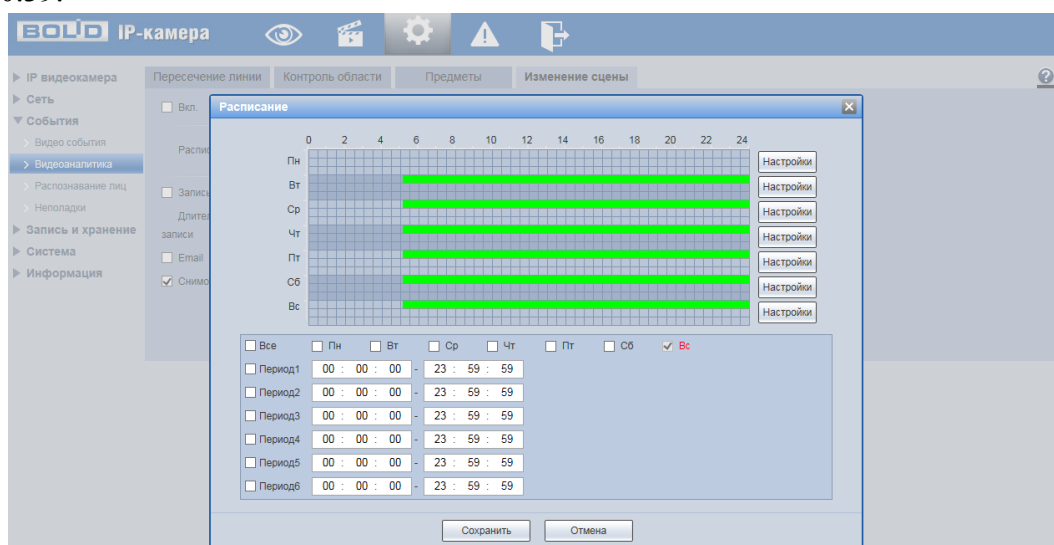 BOLID IP-камера
IP видеокамера
Сеть
События
Видео события
Видеоаналитика
Распознавание лиц
Неполадки
Запись и хранение
Система
Информация
Пересечение линии Контроль области Предметы Изменение сцены
Вкл.
Распис
Запись
Длител
записи
Email
Снимо
Расписание
0 2 4 6 8 10 12 14 16 18 20 22 24
Пн Настройки
Вт Настройки
Ср Настройки
Чт Настройки
Пт Настройки
Сб Настройки
Вс Настройки
Все Пн Вт Ср Чт Пт Сб Вс
Период1 00 : 00 : 00 - 23 : 59 : 59
Период2 00 : 00 : 00 - 23 : 59 : 59
Период3 00 : 00 : 00 - 23 : 59 : 59
Период4 00 : 00 : 00 - 23 : 59 : 59
Период5 00 : 00 : 00 - 23 : 59 : 59
Период6 00 : 00 : 00 - 23 : 59 : 59
Сохранить Отмена